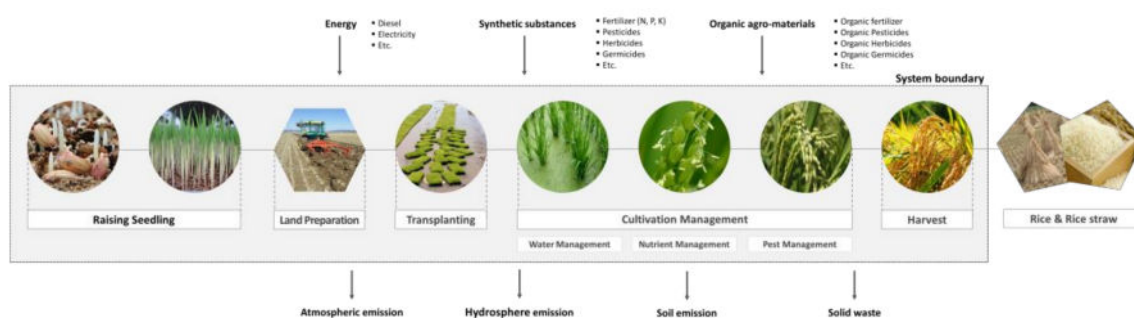 Energy
• Diesel
• Electricity
• Etc.
Synthetic substances
• Fertilizer (N, P, K)
• Pesticides
• Herbicides
• Germicides
• Etc.
Organic agro-materials
• Organic fertilizer
• Organic Pesticides
• Organic Herbicides
• Organic Germicides
• Etc.
System boundary
Raising Seedling
Land Preparation
Transplanting
Cultivation Management
Harvest
Rice & Rice straw
Water Management
Nutrient Management
Pest Management
Atmospheric emission
Hydrosphere emission
Soil emission
Solid waste